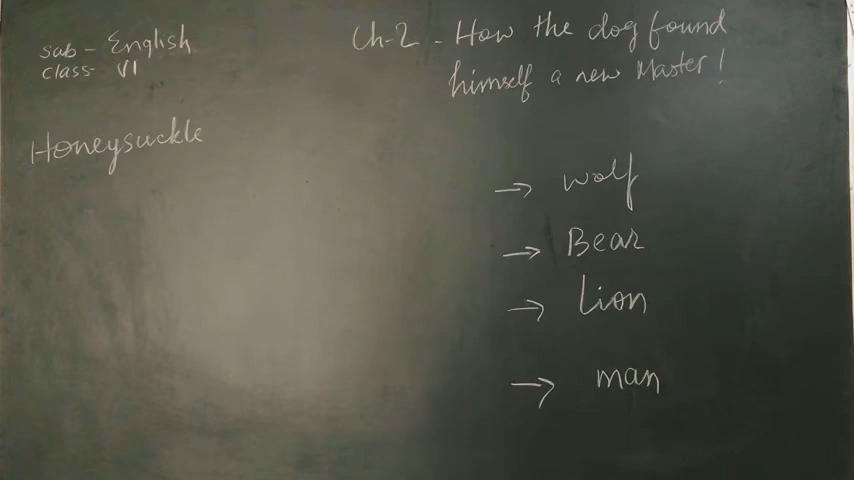 sub - English
class- VI
Ch-2 - How the dog found
himself a new Master!
Honeysuckle
→ wolf
→ Bear
→ Lion
→ man